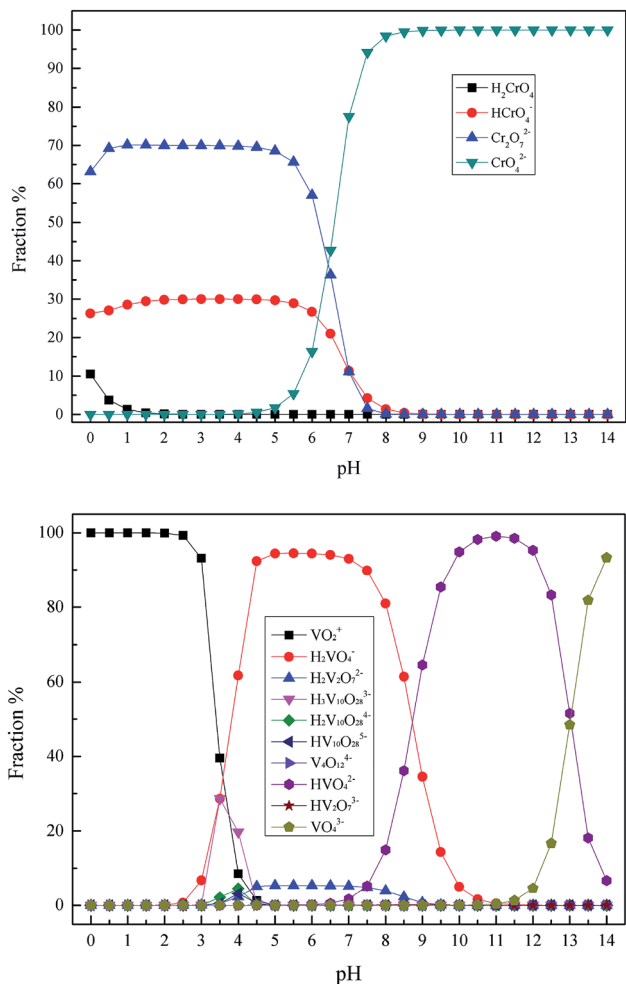 100
90
80
70
60
50
40
30
20
10
0
Fraction %
H₂CrO₄
HCrO₄⁻
Cr₂O₇²⁻
CrO₄²⁻
0 1 2 3 4 5 6 7 8 9 10 11 12 13 14
pH
100
80
60
40
20
0
Fraction %
VO₂⁺
H₂VO₄⁻
H₂V₂O₇²⁻
H₃V₁₀O₂₈³⁻
H₂V₁₀O₂₈⁴⁻
HV₁₀O₂₈⁵⁻
V₄O₁₂⁴⁻
HVO₄²⁻
HV₂O₇³⁻
VO₄³⁻
0 1 2 3 4 5 6 7 8 9 10 11 12 13 14
pH